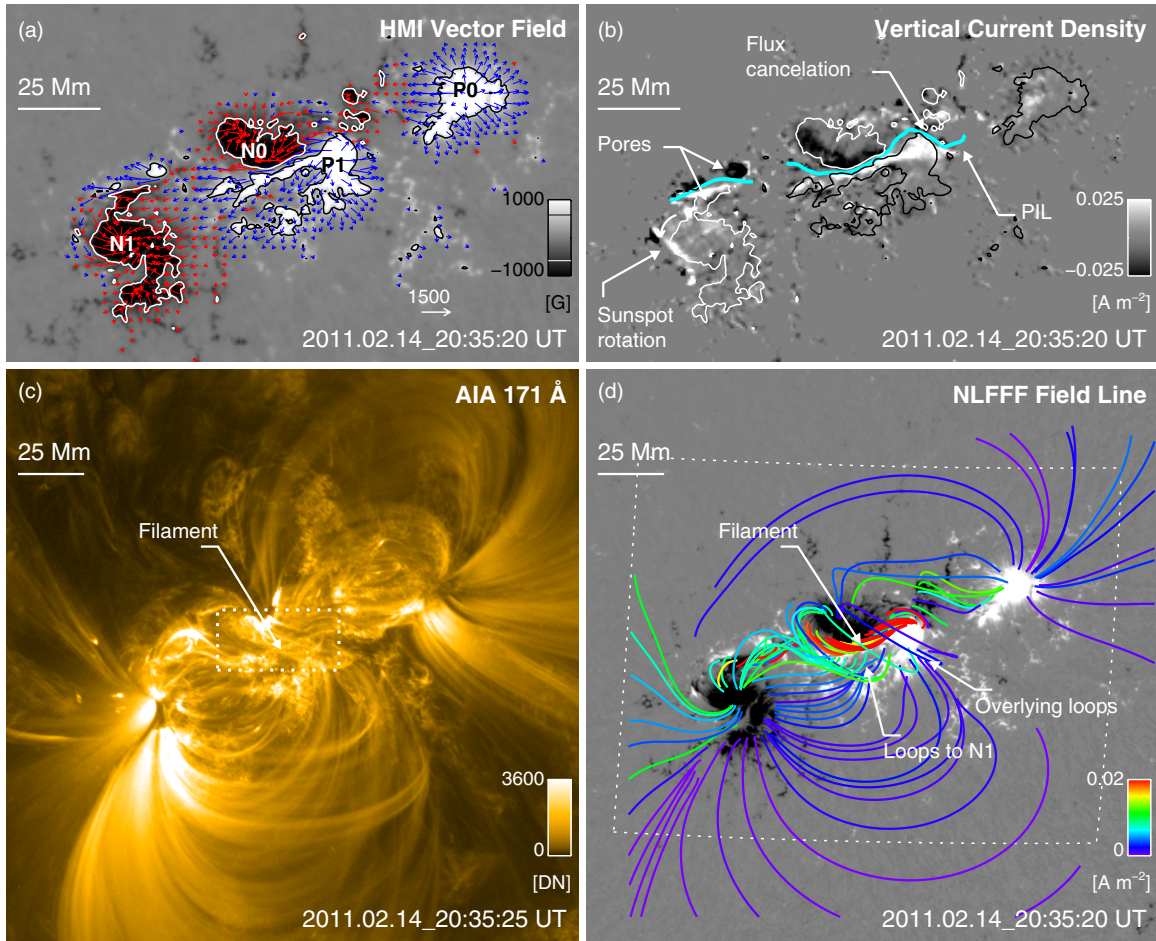 (a)
HMI Vector Field
25 Mm
P0
N0
P1
N1
1000
−1000
[G]
1500
2011.02.14_20:35:20 UT
(b)
Vertical Current Density
Flux
cancelation
25 Mm
Pores
PIL
0.025
−0.025
[A m⁻²]
Sunspot
rotation
2011.02.14_20:35:20 UT
(c)
AIA 171 Å
25 Mm
Filament
3600
0
[DN]
2011.02.14_20:35:25 UT
(d)
NLFFF Field Line
25 Mm
Filament
Overlying loops
Loops to N1
0.02
0
[A m⁻²]
2011.02.14_20:35:20 UT